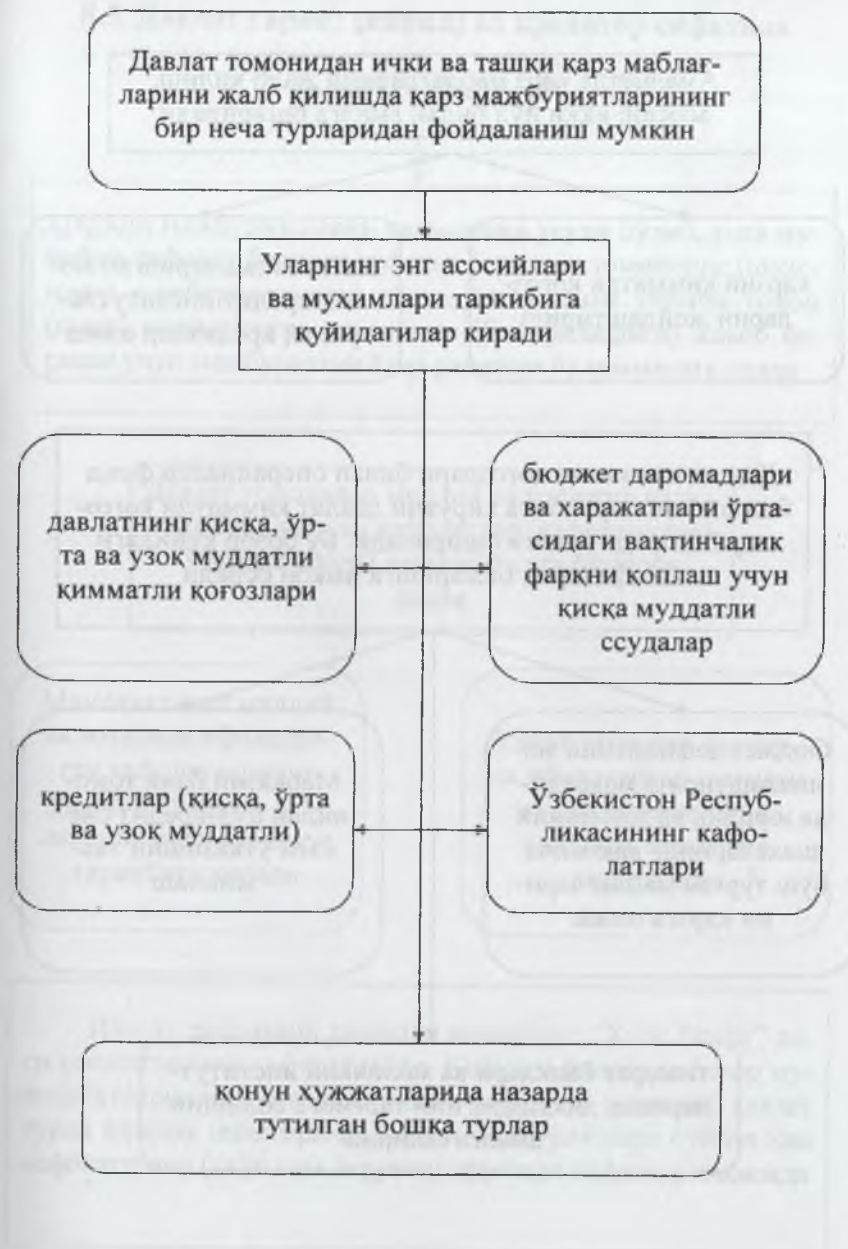 Давлат томонидан ички ва ташқи қарз маблағ-
ларини жалб қилишда қарз мажбуриятларининг
бир неча турларидан фойдаланиш мумкин
Уларнинг энг асосийлари
ва муҳимлари таркибига
қуйидагилар киради
давлатнинг қисқа, ўр-
та ва узоқ муддатли
қимматли қоғозлари
бюджет даромадлари
ва харажатлари ўрта-
сидаги вақтинчалик
фарқни қоплаш учун
қисқа муддатли
ссудалар
кредитлар (қисқа, ўрта
ва узоқ муддатли)
Ўзбекистон Респуб-
ликасининг кафо-
латлари
қонун ҳужжатларида назарда
тутилган бошқа турлар